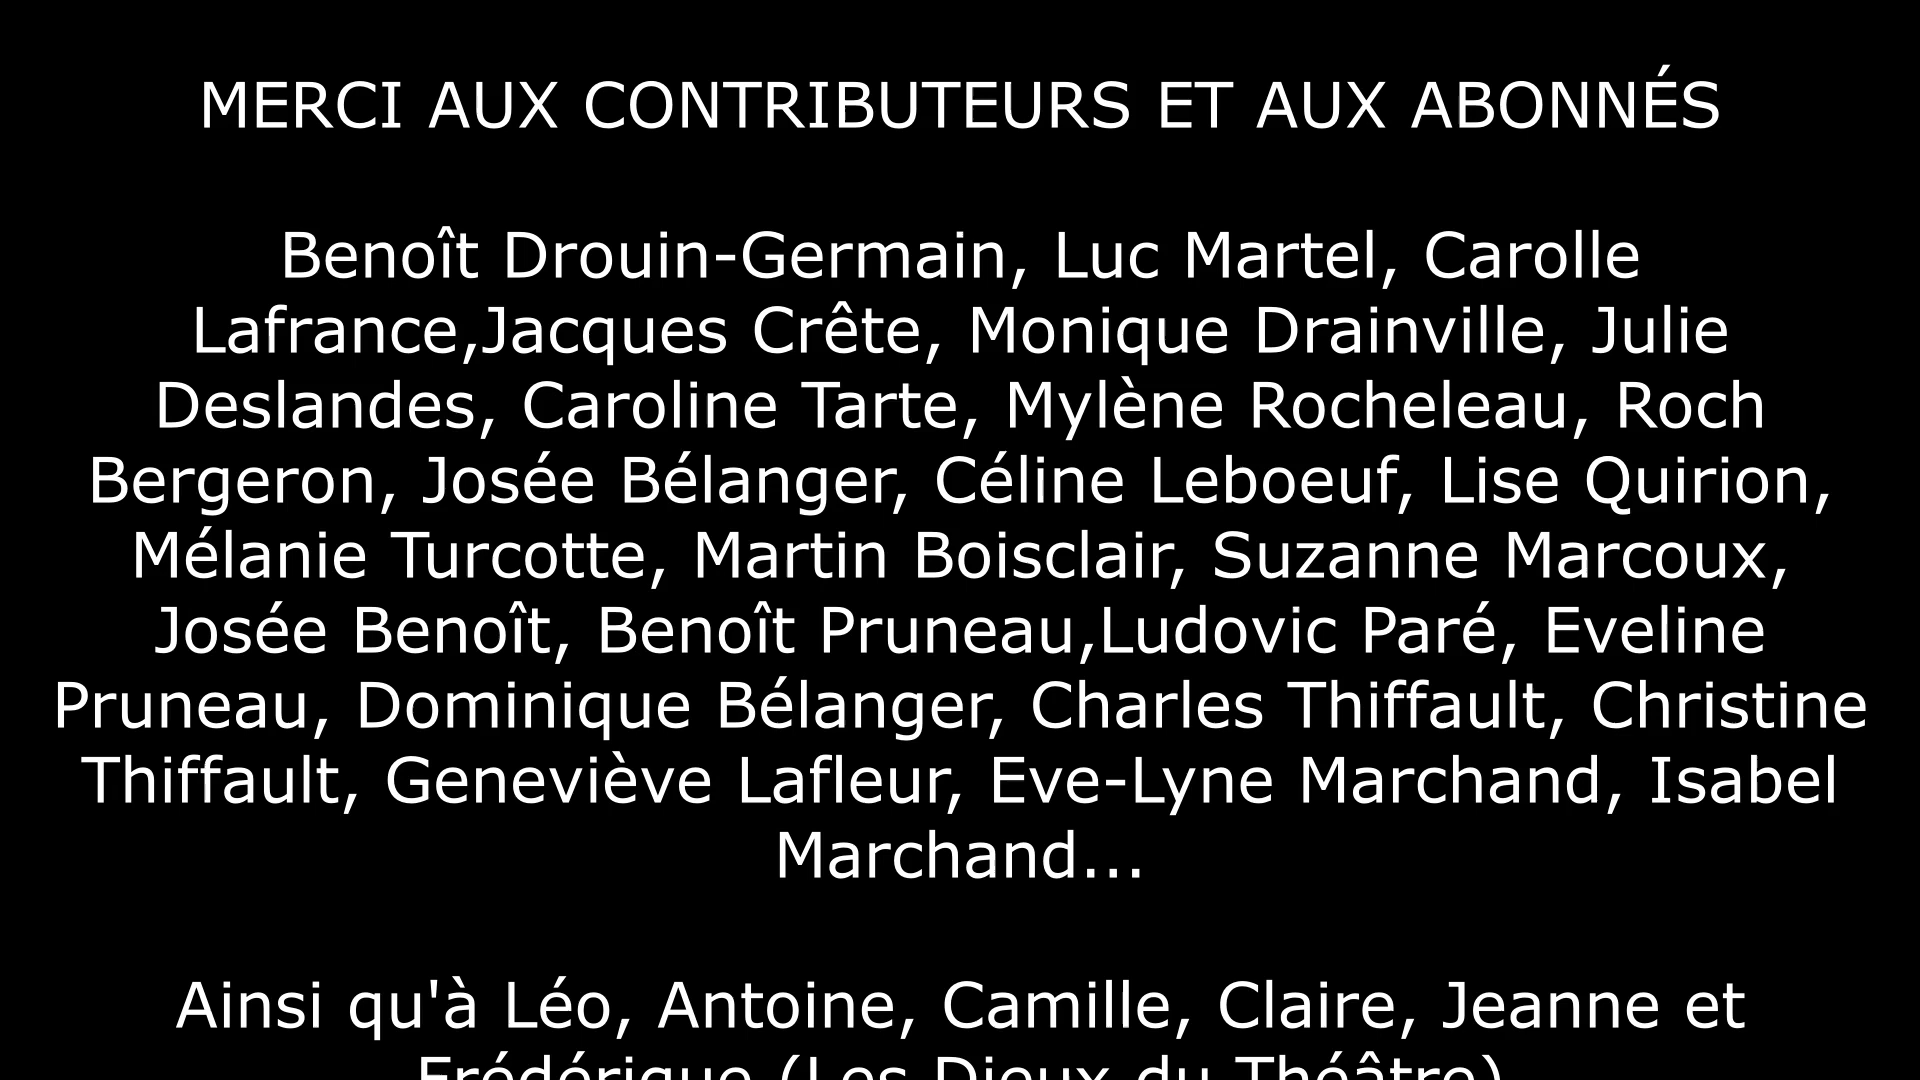 MERCI AUX CONTRIBUTEURS ET AUX ABONNÉS
Benoît Drouin-Germain, Luc Martel, Carolle
Lafrance,Jacques Crête, Monique Drainville, Julie
Deslandes, Caroline Tarte, Mylène Rocheleau, Roch
Bergeron, Josée Bélanger, Céline Leboeuf, Lise Quirion,
Mélanie Turcotte, Martin Boisclair, Suzanne Marcoux,
Josée Benoît, Benoît Pruneau,Ludovic Paré, Eveline
Pruneau, Dominique Bélanger, Charles Thiffault, Christine
Thiffault, Geneviève Lafleur, Eve-Lyne Marchand, Isabel
Marchand...
Ainsi qu'à Léo, Antoine, Camille, Claire, Jeanne et
Frédérique (Les Dieux du Théâtre)